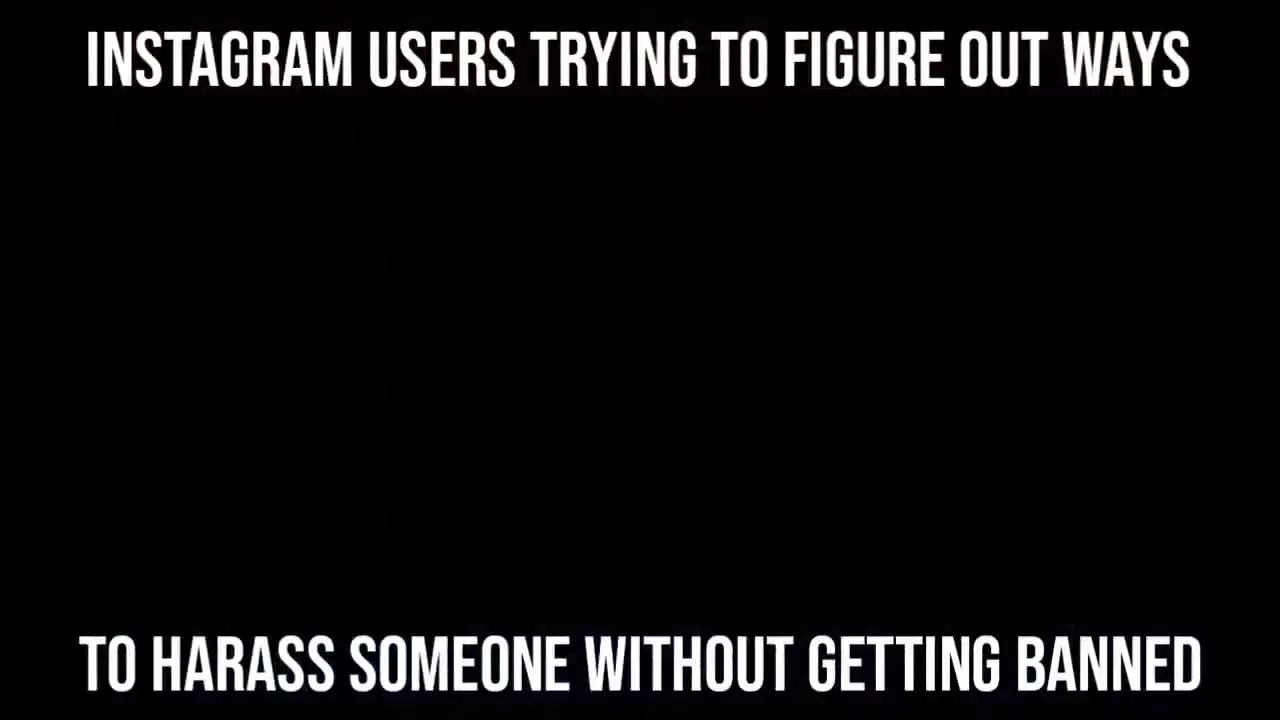 INSTAGRAM USERS TRYING TO FIGURE OUT WAYS
TO HARASS SOMEONE WITHOUT GETTING BANNED